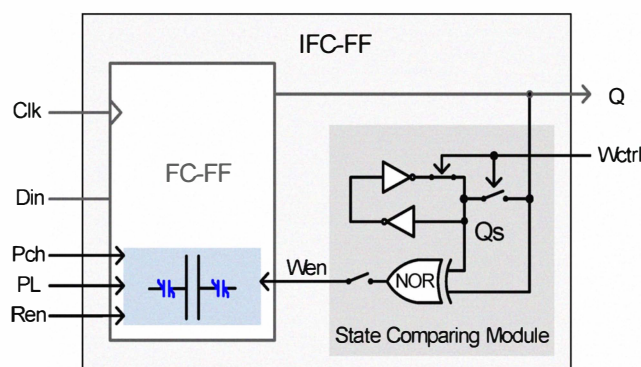 IFC-FF
Clk
Q
Wctrl
FC-FF
Din
Qs
Pch
Wen
PL
NOR
Ren
State Comparing Module